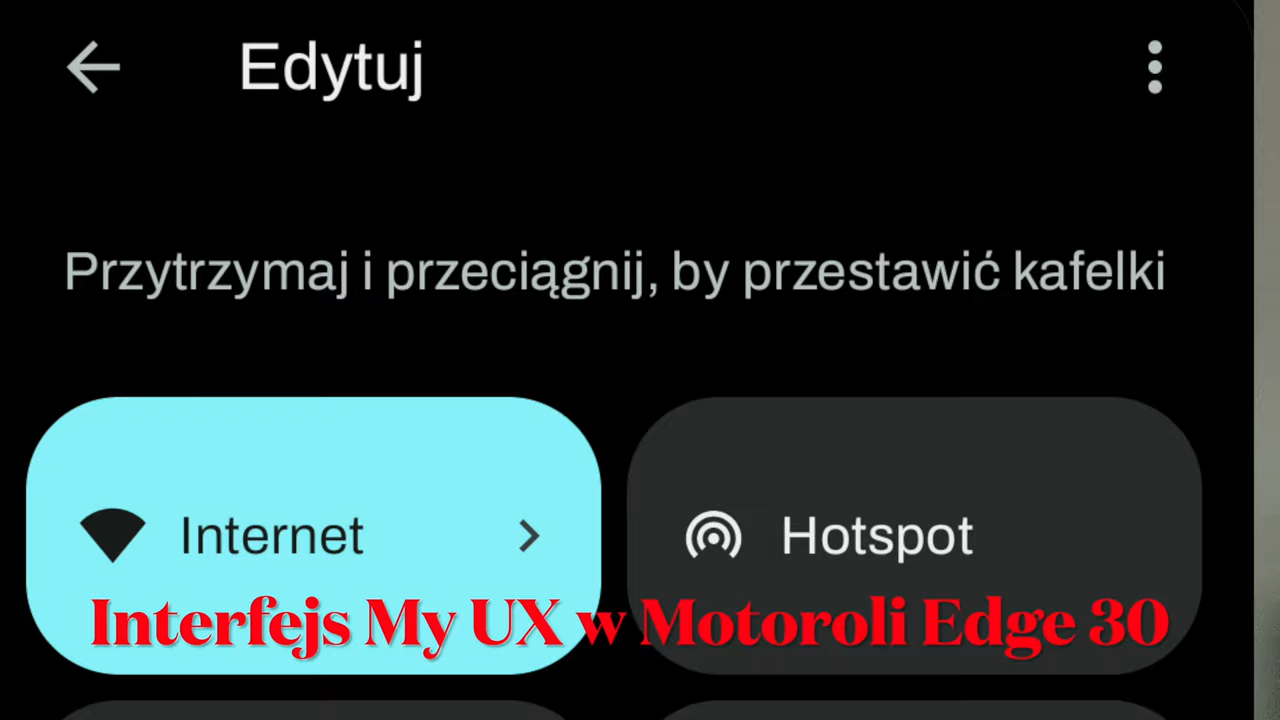 Edytuj
Przytrzymaj i przeciągnij, by przestawić kafelki
Internet
Hotspot
Interfejs My UX w Motoroli Edge 30